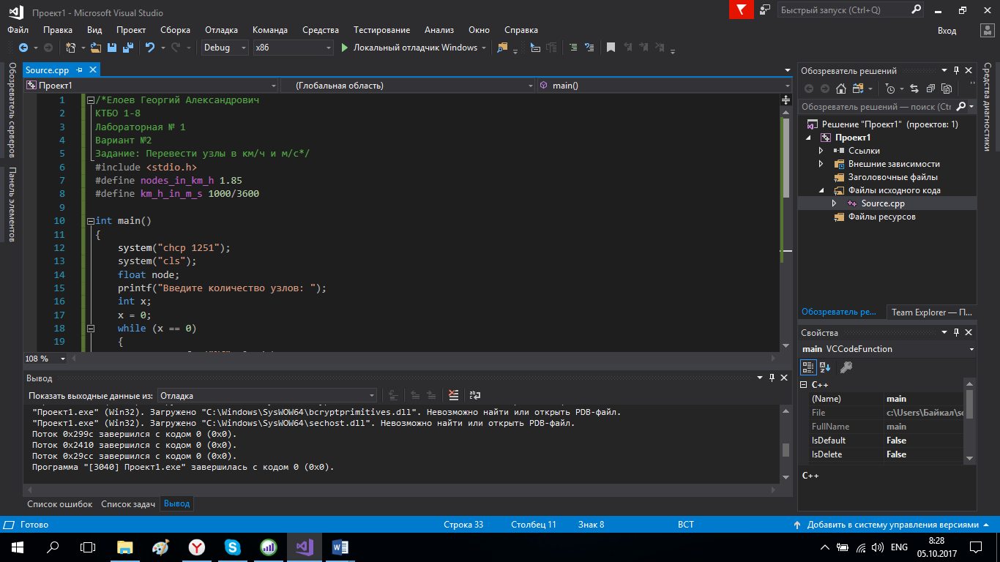 Проект1 - Microsoft Visual Studio
Быстрый запуск (Ctrl+Q)
Файл Правка Вид Проект Сборка Отладка Команда Средства Тестирование Анализ Окно Справка
Вход
Debug x86 Локальный отладчик Windows
Обозреватель серверов
Панель элементов
Source.cpp
Проект1 (Глобальная область) main()
1 /*Елоев Георгий Александрович
2 КТБО 1-8
3 Лабораторная № 1
4 Вариант №2
5 Задание: Перевести узлы в км/ч и м/с*/
6 #include <stdio.h>
7 #define nodes_in_km_h 1.85
8 #define km_h_in_m_s 1000/3600
9
10 int main()
11 {
12 system("chcp 1251");
13 system("cls");
14 float node;
15 printf("Введите количество узлов: ");
16 int x;
17 x = 0;
18 while (x == 0)
19 {
108 %
Вывод
Показать выходные данные из: Отладка
"Проект1.exe" (Win32). Загружено "C:\Windows\SysWOW64\bcryptprimitives.dll". Невозможно найти или открыть PDB-файл.
"Проект1.exe" (Win32). Загружено "C:\Windows\SysWOW64\sechost.dll". Невозможно найти или открыть PDB-файл.
Поток 0x299c завершился с кодом 0 (0x0).
Поток 0x2410 завершился с кодом 0 (0x0).
Поток 0x29cc завершился с кодом 0 (0x0).
Программа "[3040] Проект1.exe" завершилась с кодом 0 (0x0).
Список ошибок Список задач Вывод
Обозреватель решений
Обозреватель решений — поиск (Ctr
Решение "Проект1" (проектов: 1)
Проект1
Ссылки
Внешние зависимости
Заголовочные файлы
Файлы исходного кода
Source.cpp
Файлы ресурсов
Обозреватель ре... Team Explorer — П...
Свойства
main VCCodeFunction
C++
(Name) main
File c:\Users\Байкал\so
FullName main
IsDefault False
IsDelete False
C++
Средства диагностики
Готово Строка 33 Столбец 11 Знак 8 ВСТ Добавить в систему управления версиями
ENG
8:28
05.10.2017